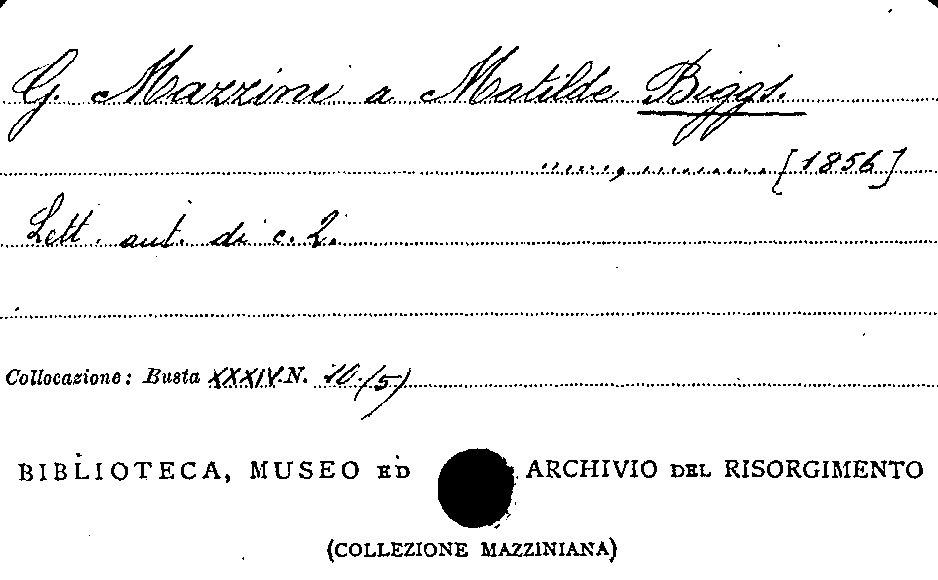 G. Mazzini a Matilde Biggs.
......, .......... [1856]
Lett. aut. di c. 2.
Collocazione: Busta XXXIV. N. 10.(5)
BIBLIOTECA, MUSEO ED ARCHIVIO DEL RISORGIMENTO
(COLLEZIONE MAZZINIANA)